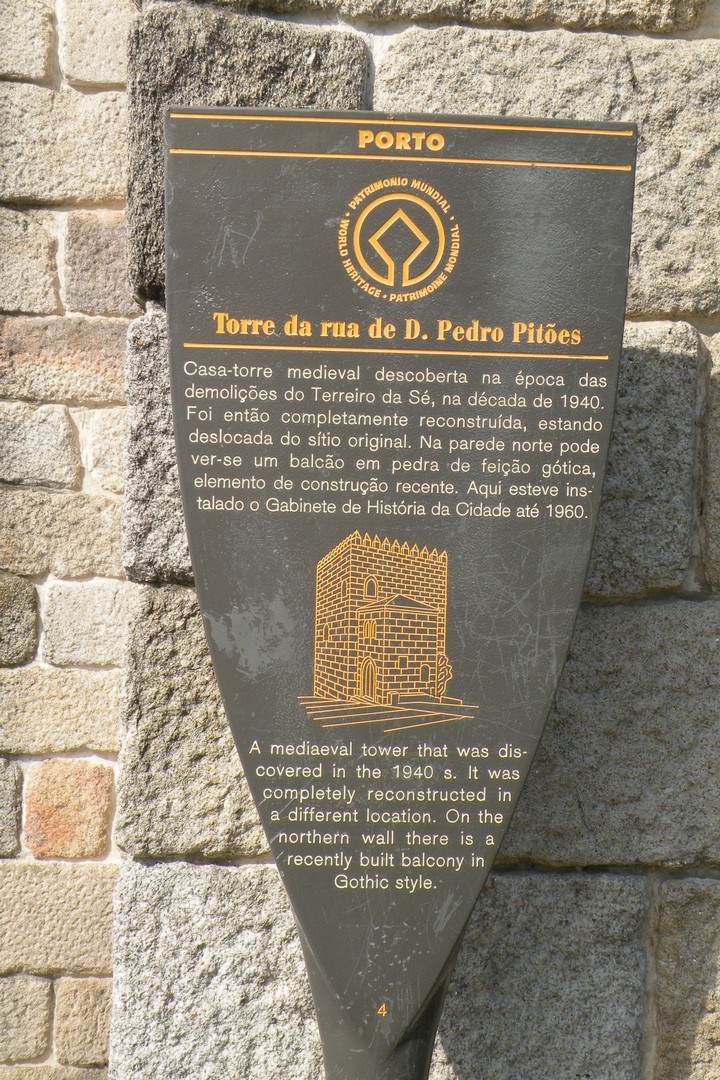 PORTO
• PATRIMONIO MUNDIAL •
WORLD HERITAGE • PATRIMOINE MONDIAL
Torre da rua de D. Pedro Pitões
Casa-torre medieval descoberta na época das
demolições do Terreiro da Sé, na década de 1940.
Foi então completamente reconstruída, estando
deslocada do sítio original. Na parede norte pode
ver-se um balcão em pedra de feição gótica,
elemento de construção recente. Aqui esteve ins-
talado o Gabinete de História da Cidade até 1960.
A mediaeval tower that was dis-
covered in the 1940 s. It was
completely reconstructed in
a different location. On the
northern wall there is a
recently built balcony in
Gothic style.
4